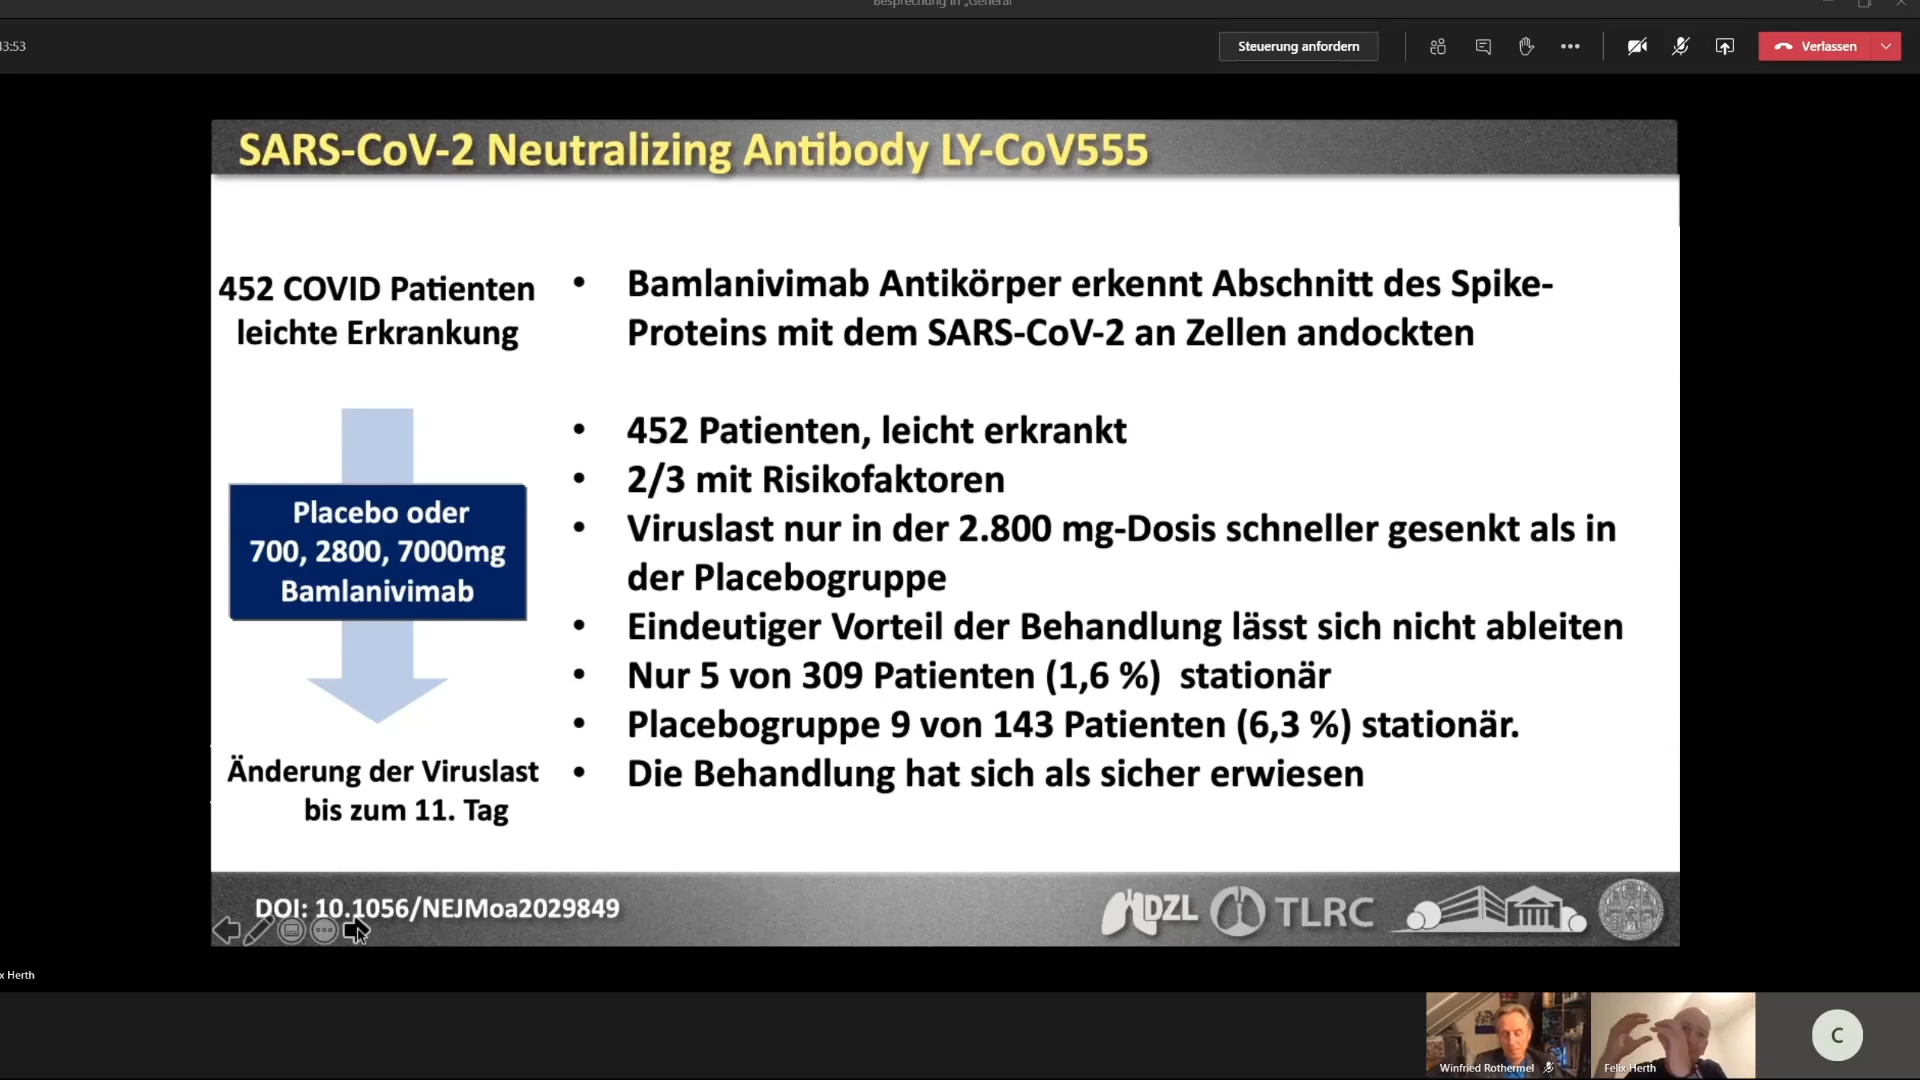 Besprechung in „General"
43:53
Steuerung anfordern
Verlassen
SARS-CoV-2 Neutralizing Antibody LY-CoV555
452 COVID Patienten
leichte Erkrankung
Placebo oder
700, 2800, 7000mg
Bamlanivimab
Änderung der Viruslast
bis zum 11. Tag
• Bamlanivimab Antikörper erkennt Abschnitt des Spike-
Proteins mit dem SARS-CoV-2 an Zellen andockten
• 452 Patienten, leicht erkrankt
• 2/3 mit Risikofaktoren
• Viruslast nur in der 2.800 mg-Dosis schneller gesenkt als in
der Placebogruppe
• Eindeutiger Vorteil der Behandlung lässt sich nicht ableiten
• Nur 5 von 309 Patienten (1,6 %) stationär
• Placebogruppe 9 von 143 Patienten (6,3 %) stationär.
• Die Behandlung hat sich als sicher erwiesen
DOI: 10.1056/NEJMoa2029849
DZL
TLRC
x Herth
Winfried Rothermel
Felix Herth
C